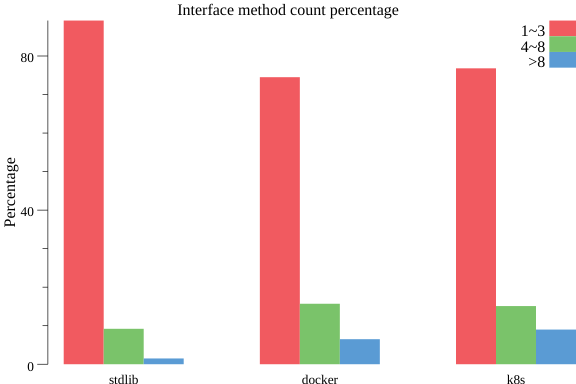 Interface method count percentage
1~3
4~8
>8
80
40
0
Percentage
stdlib
docker
k8s